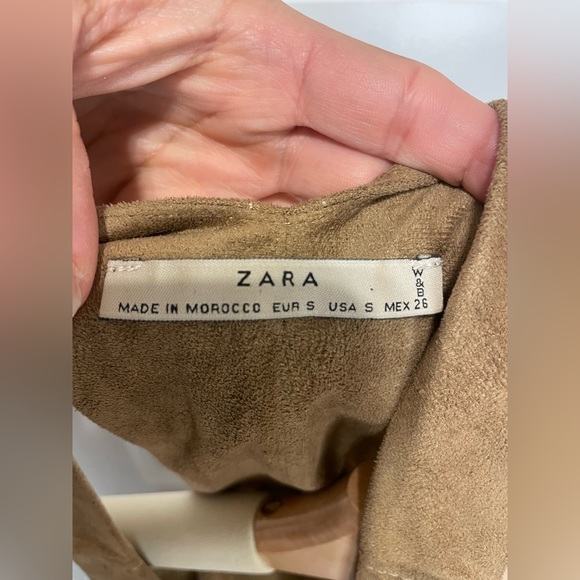 ZARA
MADE IN MOROCCO EUR S USA S MEX 26
W&B